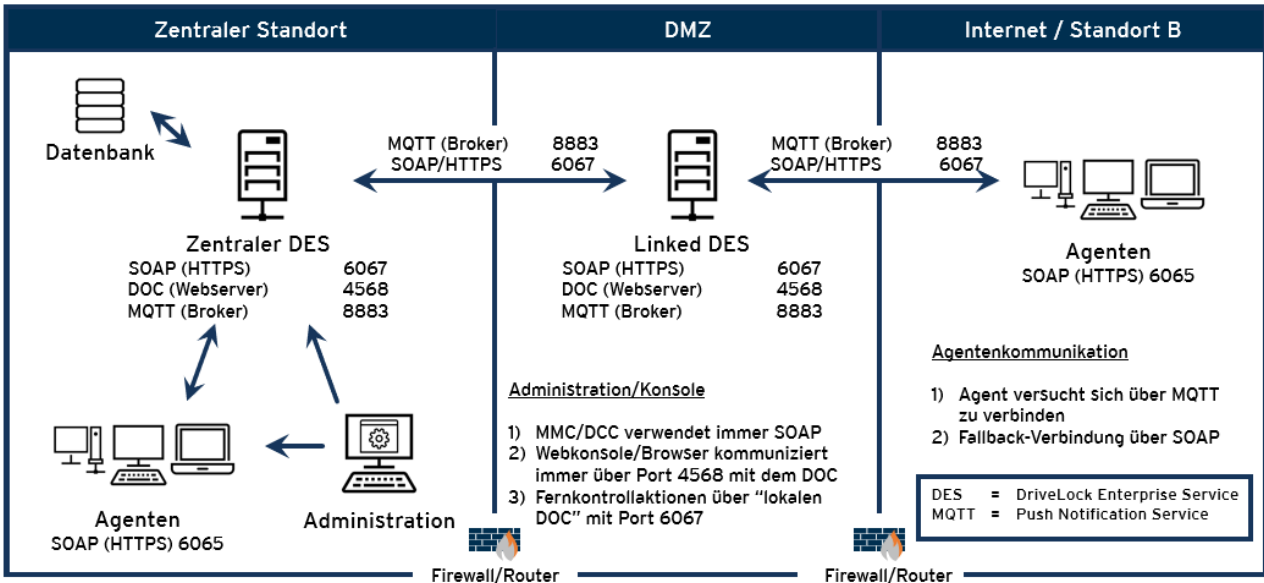 Zentraler Standort
DMZ
Internet / Standort B
Datenbank
MQTT (Broker) 8883
SOAP/HTTPS 6067
MQTT (Broker) 8883
SOAP/HTTPS 6067
Zentraler DES
SOAP (HTTPS) 6067
DOC (Webserver) 4568
MQTT (Broker) 8883
Linked DES
SOAP (HTTPS) 6067
DOC (Webserver) 4568
MQTT (Broker) 8883
Agenten
SOAP (HTTPS) 6065
Agenten
SOAP (HTTPS) 6065
Administration
Administration/Konsole
1) MMC/DCC verwendet immer SOAP
2) Webkonsole/Browser kommuniziert
immer über Port 4568 mit dem DOC
3) Fernkontrollaktionen über “lokalen
DOC” mit Port 6067
Agentenkommunikation
1) Agent versucht sich über MQTT
zu verbinden
2) Fallback-Verbindung über SOAP
DES = DriveLock Enterprise Service
MQTT = Push Notification Service
Firewall/Router
Firewall/Router